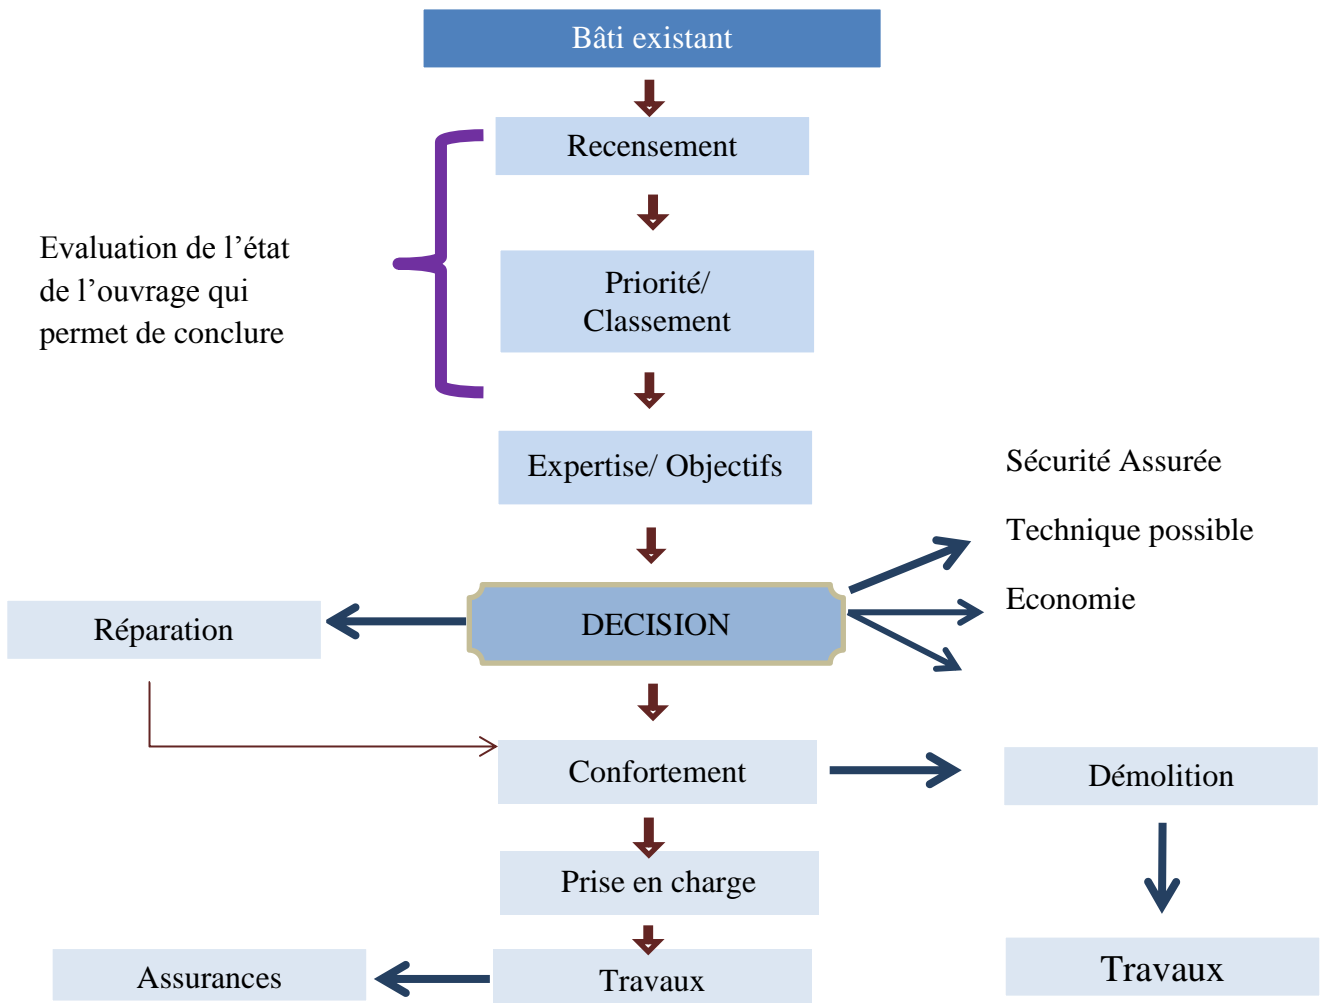 Bâti existant
Recensement
Evaluation de l’état
de l’ouvrage qui
permet de conclure
Priorité/
Classement
Expertise/ Objectifs
Sécurité Assurée
Technique possible
Economie
DECISION
Réparation
Confortement
Démolition
Prise en charge
Travaux
Assurances
Travaux